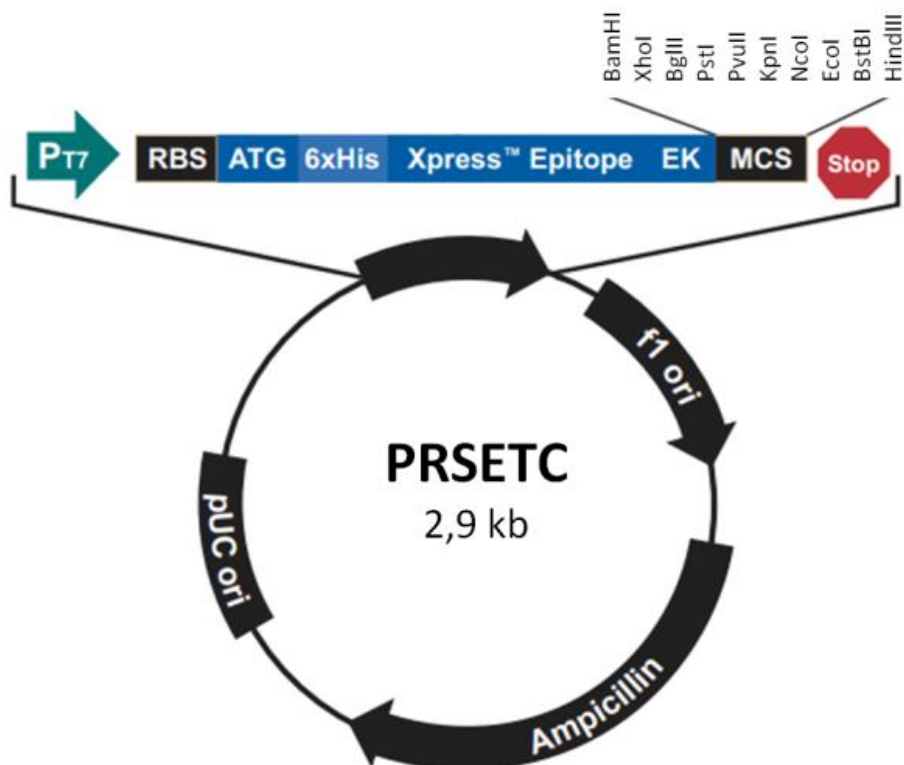 BamHI
XhoI
BglII
PstI
PvuII
KpnI
NcoI
EcoI
BstBI
HindIII
PT7
RBS ATG 6xHis Xpress™ Epitope EK MCS Stop
f1 ori
PRSETC
2,9 kb
pUC ori
Ampicillin